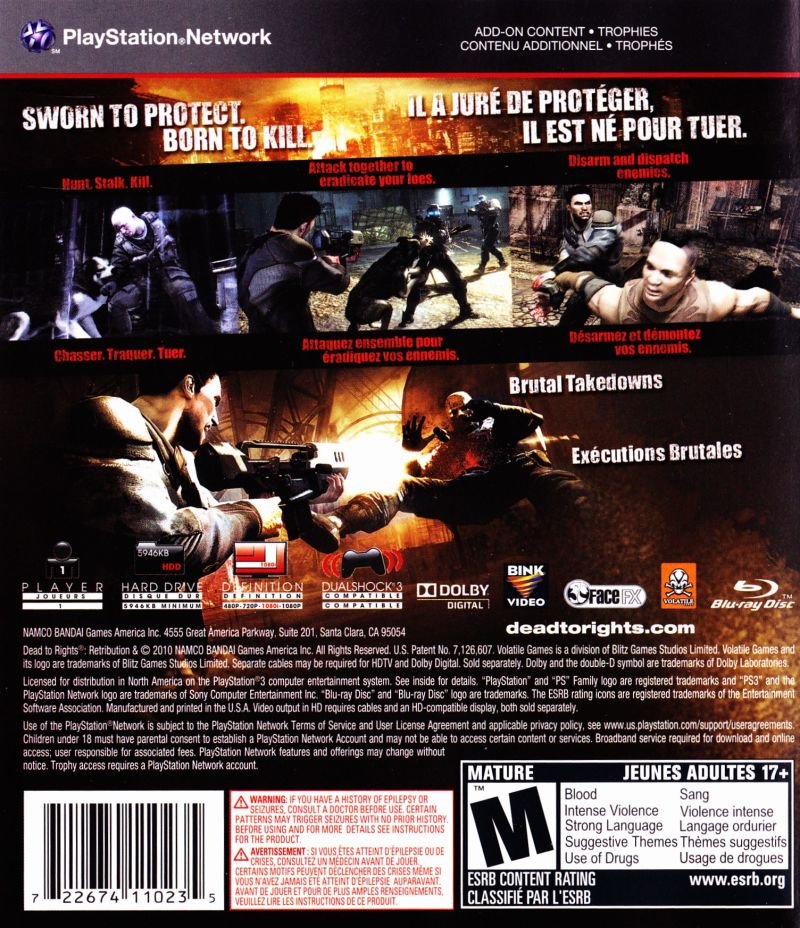 PlayStation®Network
SM
ADD-ON CONTENT • TROPHIES
CONTENU ADDITIONNEL • TROPHÉS
SWORN TO PROTECT.
BORN TO KILL.
IL A JURÉ DE PROTÉGER,
IL EST NÉ POUR TUER.
Hunt. Stalk. Kill.
Attack together to
eradicate your foes.
Disarm and dispatch
enemies.
Chasser. Traquer. Tuer.
Attaquez ensemble pour
éradiquez vos ennemis.
Désarmez et démontez
vos ennemis.
Brutal Takedowns
Exécutions Brutales
1
PLAYER
JOUEURS
1
5946KB
HDD
HARD DRIVE
DISQUE DUR
5946KB MINIMUM
1080i
DEFINITION
DEFINITION
480P-720P-1080i-1080P
DUALSHOCK®3
COMPATIBLE
COMPATIBLE
DOLBY
DIGITAL
BINK
VIDEO
FaceFX
VOLATILE
Blu-ray Disc
NAMCO BANDAI Games America Inc. 4555 Great America Parkway, Suite 201, Santa Clara, CA 95054
deadtorights.com
Dead to Rights®: Retribution & © 2010 NAMCO BANDAI Games America Inc. All Rights Reserved. U.S. Patent No. 7,126,607. Volatile Games is a division of Blitz Games Studios Limited. Volatile Games and
its logo are trademarks of Blitz Games Studios Limited. Separate cables may be required for HDTV and Dolby Digital. Sold separately. Dolby and the double-D symbol are trademarks of Dolby Laboratories.
Licensed for distribution in North America on the PlayStation®3 computer entertainment system. See inside for details. "PlayStation" and "PS" Family logo are registered trademarks and "PS3" and the
PlayStation Network logo are trademarks of Sony Computer Entertainment Inc. "Blu-ray Disc" and "Blu-ray Disc" logo are trademarks. The ESRB rating icons are registered trademarks of the Entertainment
Software Association. Manufactured and printed in the U.S.A. Video output in HD requires cables and an HD-compatible display, both sold separately.
Use of the PlayStation®Network is subject to the PlayStation Network Terms of Service and User License Agreement and applicable privacy policy, see www.us.playstation.com/support/useragreements.
Children under 18 must have parental consent to establish a PlayStation Network Account and may not be able to access certain content or services. Broadband service required for download and online
access; user responsible for associated fees. PlayStation Network features and offerings may change without
notice. Trophy access requires a PlayStation Network account.
7 22674 11023 5
WARNING: IF YOU HAVE A HISTORY OF EPILEPSY OR
SEIZURES, CONSULT A DOCTOR BEFORE USE. CERTAIN
PATTERNS MAY TRIGGER SEIZURES WITH NO PRIOR HISTORY.
BEFORE USING AND FOR MORE DETAILS SEE INSTRUCTIONS
FOR THE PRODUCT.
AVERTISSEMENT : SI VOUS ÊTES ATTEINT D'ÉPILEPSIE OU DE
CRISES, CONSULTEZ UN MÉDECIN AVANT DE JOUER.
CERTAINS MOTIFS PEUVENT DÉCLENCHER DES CRISES MÊME SI
VOUS N'AVEZ JAMAIS ÉTÉ ATTEINT D'ÉPILEPSIE AUPARAVANT.
AVANT DE JOUER ET POUR DE PLUS AMPLES RENSEIGNEMENTS,
VEUILLEZ LIRE LES INSTRUCTIONS DE CE PRODUIT.
MATURE JEUNES ADULTES 17+
TM
M
Blood
Intense Violence
Strong Language
Suggestive Themes
Use of Drugs
Sang
Violence intense
Langage ordurier
Thèmes suggestifs
Usage de drogues
ESRB CONTENT RATING www.esrb.org
CLASSIFIÉ PAR L'ESRB